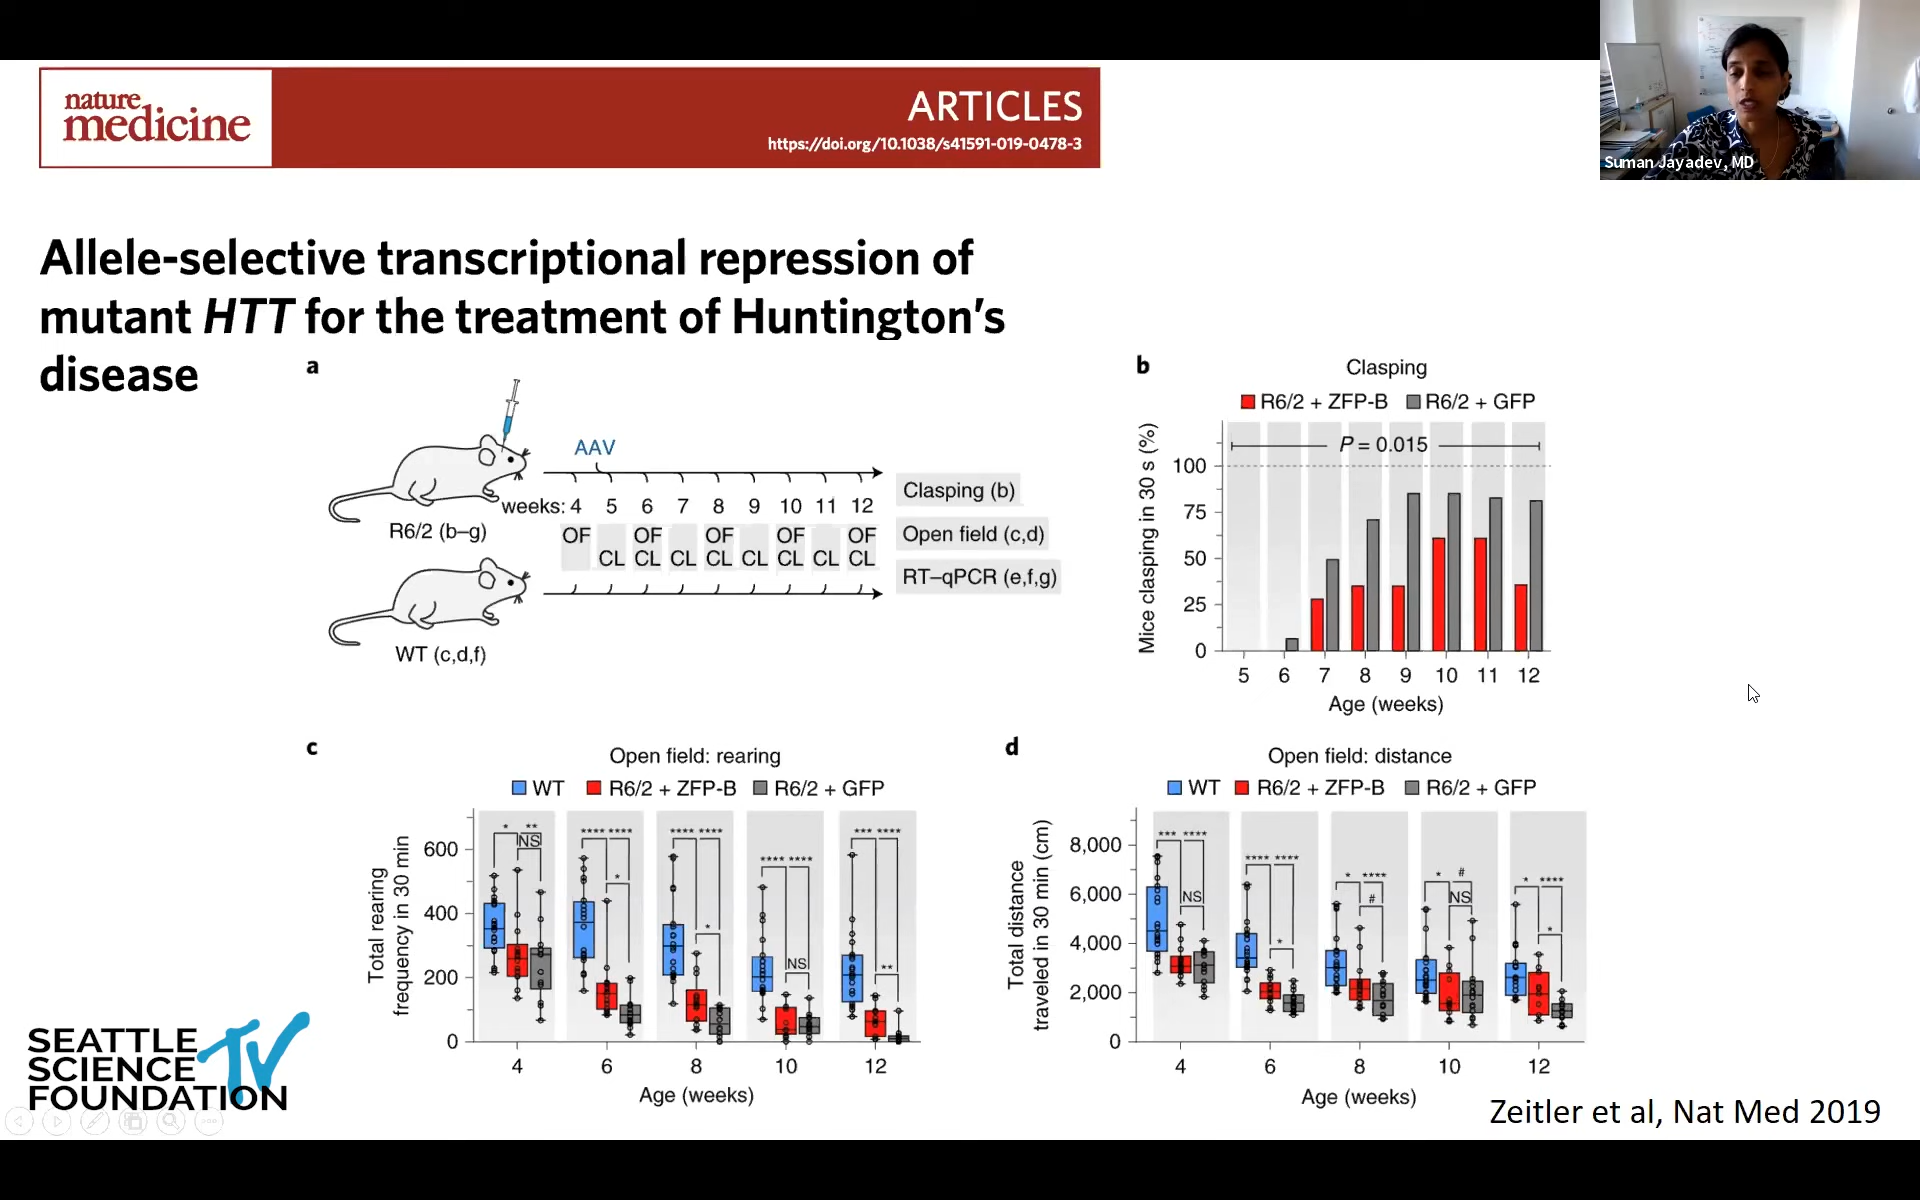 nature
medicine
ARTICLES
https://doi.org/10.1038/s41591-019-0478-3
Suman Jayadev, MD
Allele-selective transcriptional repression of
mutant HTT for the treatment of Huntington's
disease
a
AAV
weeks: 4 5 6 7 8 9 10 11 12
OF OF OF OF OF
CL CL CL CL CL CL CL CL
R6/2 (b–g)
WT (c,d,f)
Clasping (b)
Open field (c,d)
RT–qPCR (e,f,g)
b
Clasping
R6/2 + ZFP-B R6/2 + GFP
P = 0.015
Mice clasping in 30 s (%)
100
75
50
25
0
5 6 7 8 9 10 11 12
Age (weeks)
c
Open field: rearing
WT R6/2 + ZFP-B R6/2 + GFP
Total rearing
frequency in 30 min
600
400
200
0
* ** **** **** **** **** **** **** *** ****
NS * * NS **
4 6 8 10 12
Age (weeks)
d
Open field: distance
WT R6/2 + ZFP-B R6/2 + GFP
Total distance
traveled in 30 min (cm)
8,000
6,000
4,000
2,000
0
*** **** **** **** * **** * # * ****
NS * # NS *
4 6 8 10 12
Age (weeks)
SEATTLE
SCIENCE
FOUNDATION
TV
Zeitler et al, Nat Med 2019